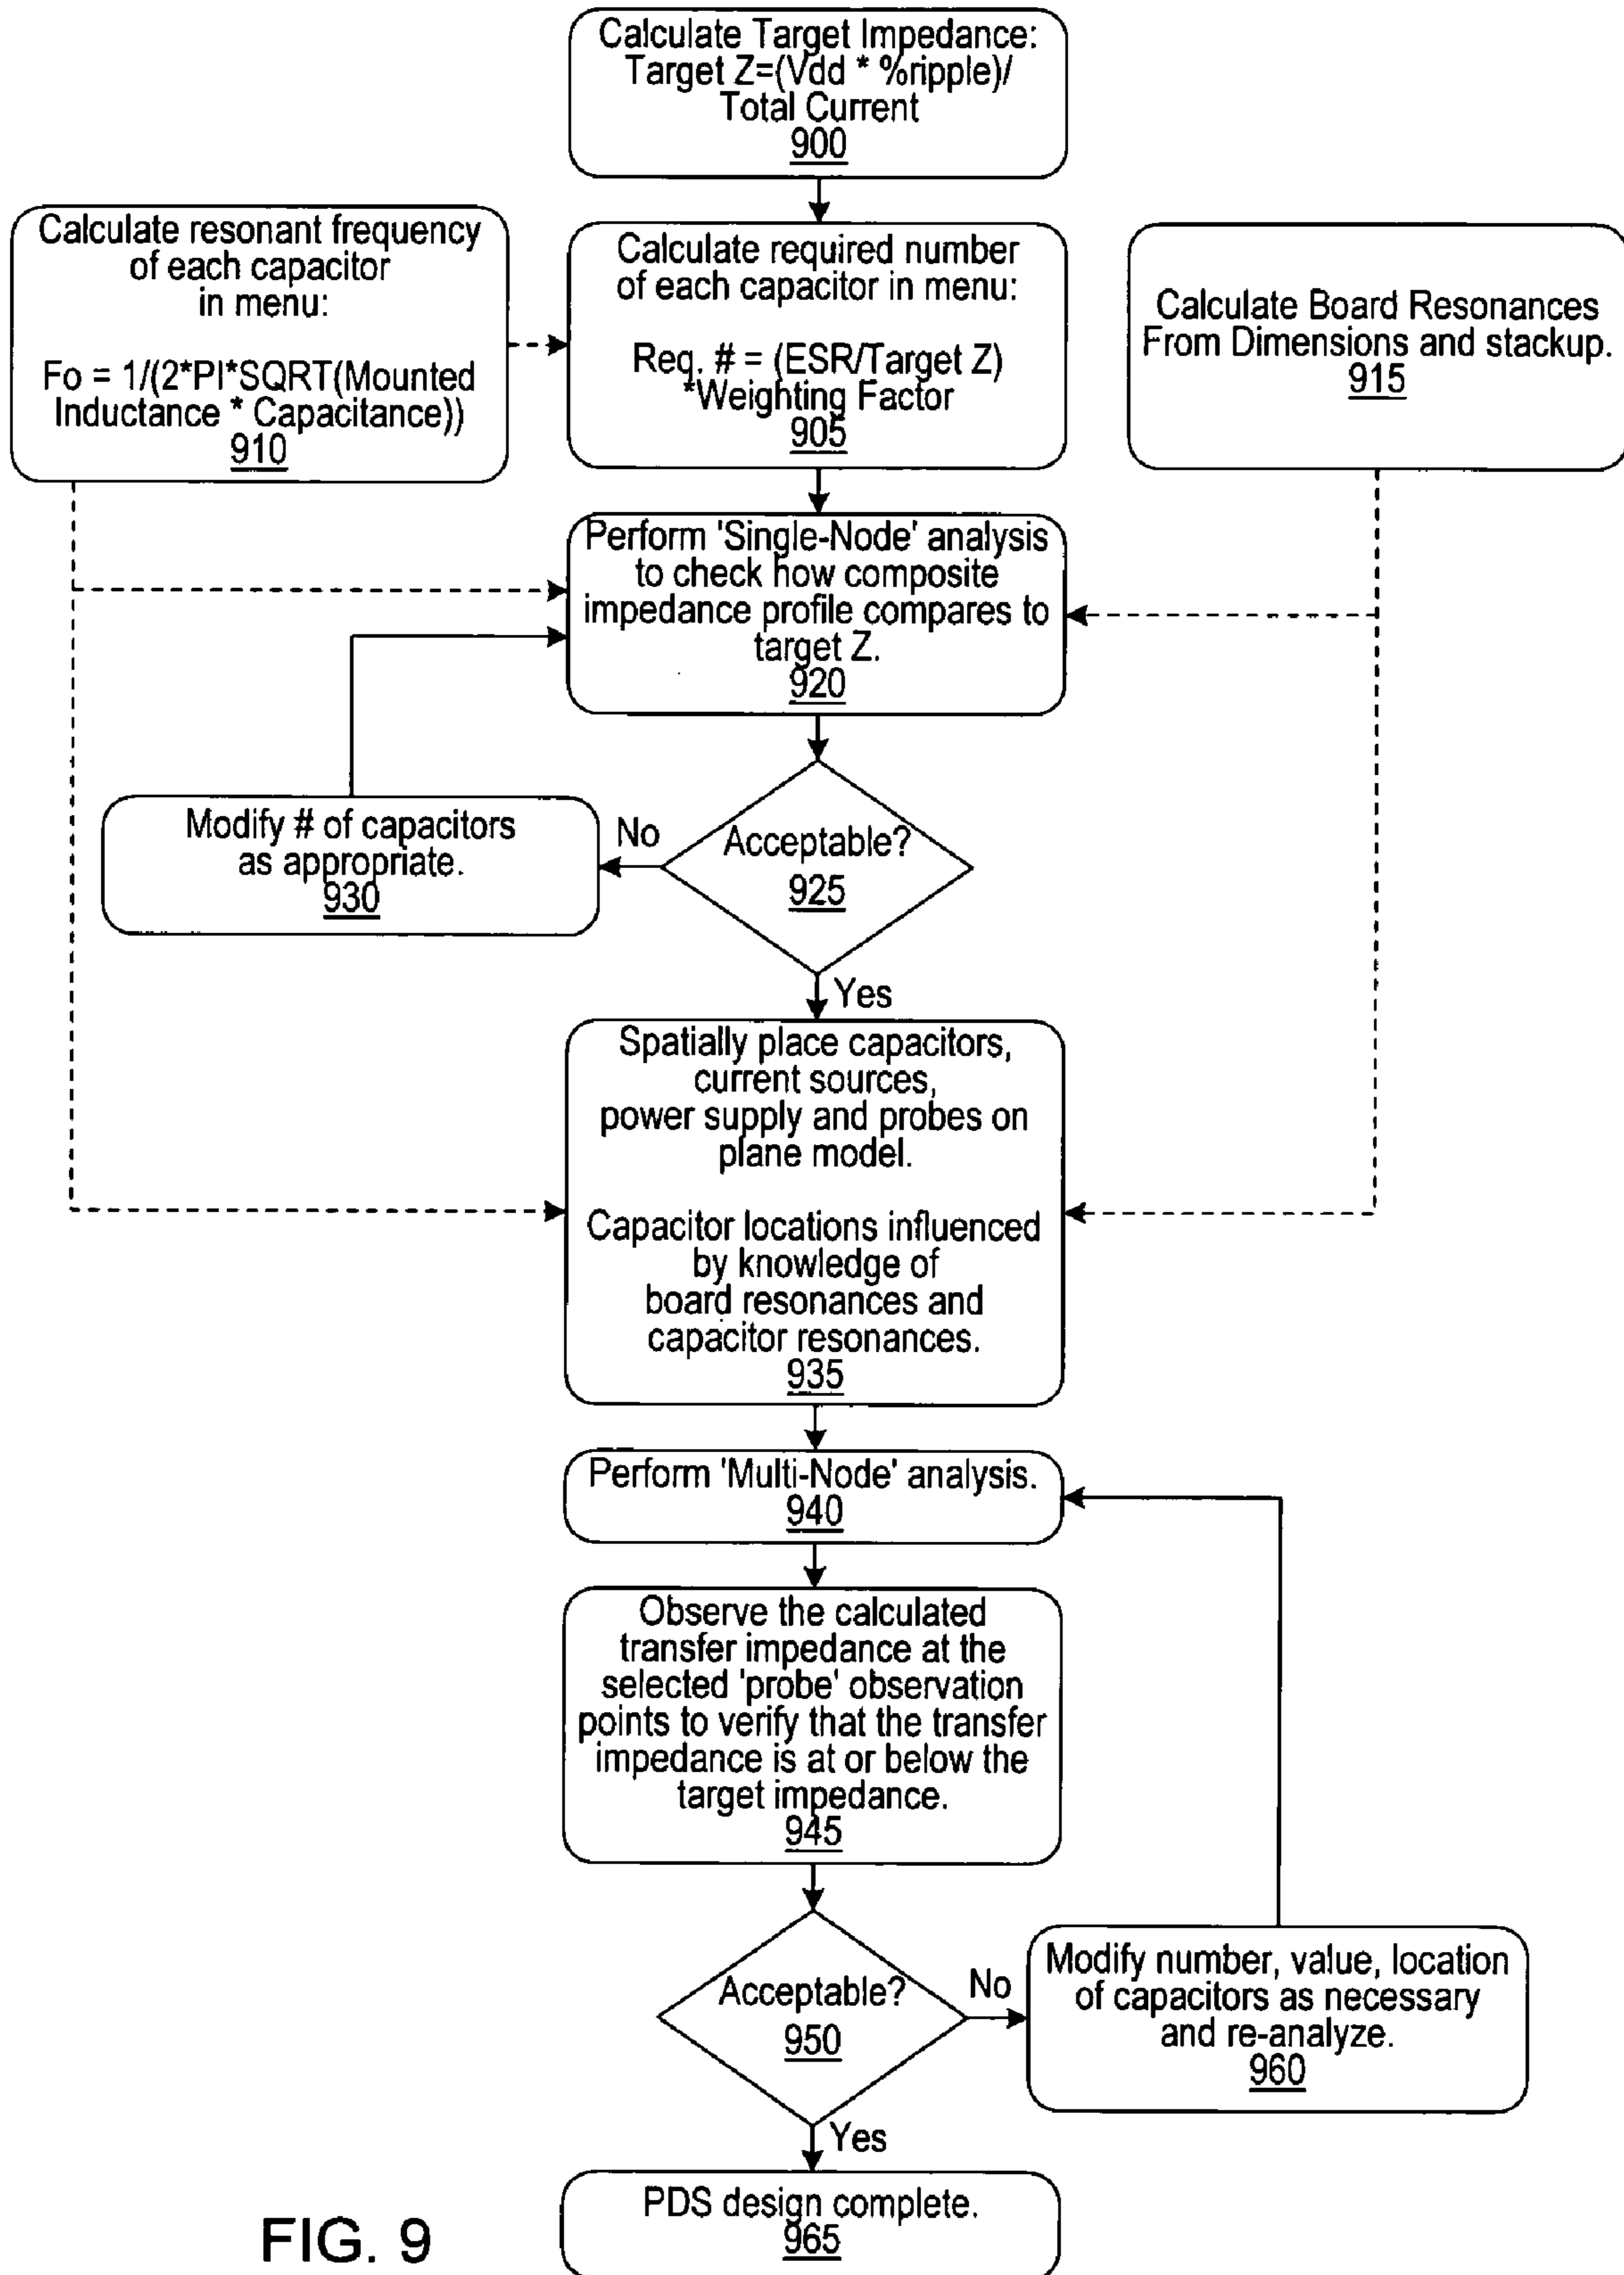 Calculate Target Impedance:
Target Z=(Vdd * %ripple)/
Total Current
900
Calculate resonant frequency
of each capacitor
in menu:
Fo = 1/(2*PI*SQRT(Mounted
Inductance * Capacitance))
910
Calculate required number
of each capacitor in menu:
Req. # = (ESR/Target Z)
*Weighting Factor
905
Calculate Board Resonances
From Dimensions and stackup.
915
Perform 'Single-Node' analysis
to check how composite
impedance profile compares to
target Z.
920
Modify # of capacitors
as appropriate.
930
No
Acceptable?
925
Yes
Spatially place capacitors,
current sources,
power supply and probes on
plane model.
Capacitor locations influenced
by knowledge of
board resonances and
capacitor resonances.
935
Perform 'Multi-Node' analysis.
940
Observe the calculated
transfer impedance at the
selected 'probe' observation
points to verify that the transfer
impedance is at or below the
target impedance.
945
Acceptable?
950
No
Modify number, value, location
of capacitors as necessary
and re-analyze.
960
Yes
PDS design complete.
965
FIG. 9